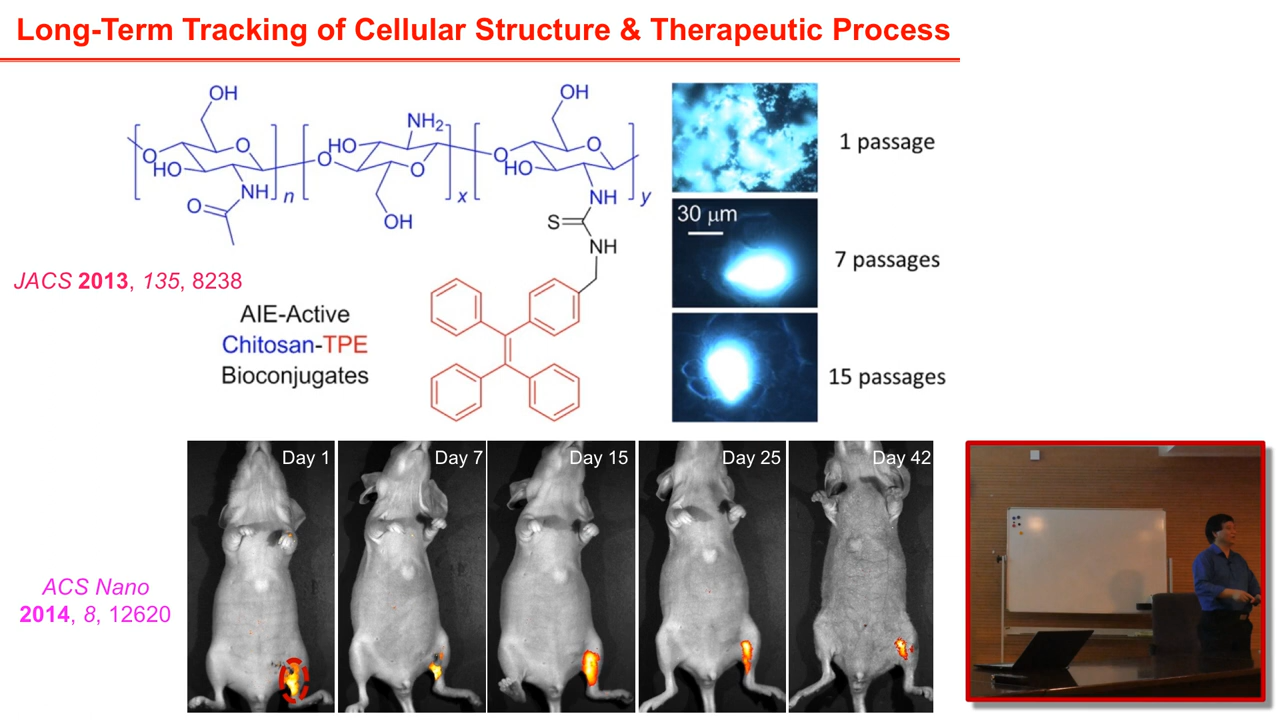 Long-Term Tracking of Cellular Structure & Therapeutic Process
OH
O
O
HO
NH
O
n
NH2
HO
O
O
OH
x
OH
O
O
HO
NH
y
S
NH
1 passage
30 μm
7 passages
15 passages
JACS 2013, 135, 8238
AIE-Active
Chitosan-TPE
Bioconjugates
Day 1
Day 7
Day 15
Day 25
Day 42
ACS Nano
2014, 8, 12620